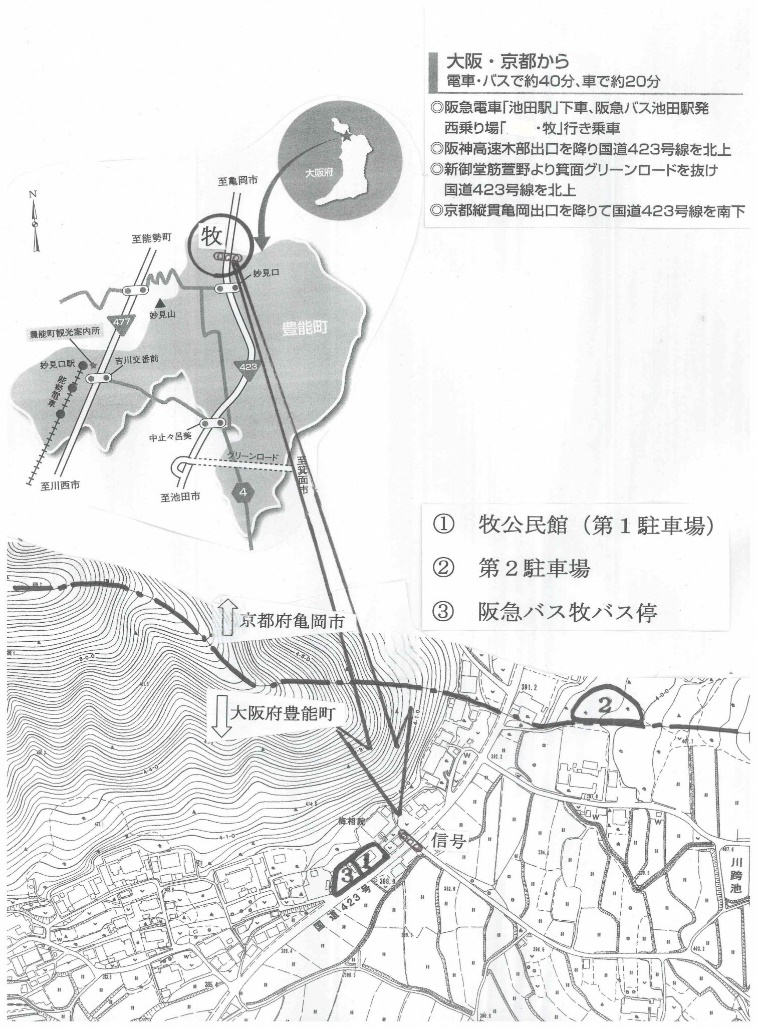 大阪・京都から
電車・バスで約40分、車で約20分
◎阪急電車「池田駅」下車、阪急バス池田駅発
西乗り場「　　・牧」行き乗車
◎阪神高速木部出口を降り国道423号線を北上
◎新御堂筋萱野より箕面グリーンロードを抜け
国道423号線を北上
◎京都縦貫亀岡出口を降りて国道423号線を南下
大阪府
至亀岡市
N
牧
至能勢町
妙見口
妙見山
477
豊能町
豊能町観光案内所
妙見口駅
吉川交番前
423
能勢電車
中止々呂美
グリーンロード
至箕面市
至川西市
至池田市
4
① 牧公民館（第１駐車場）
② 第２駐車場
③ 阪急バス牧バス停
京都府亀岡市
大阪府豊能町
391.2
2
信号
3 1
国道423号
川跨池